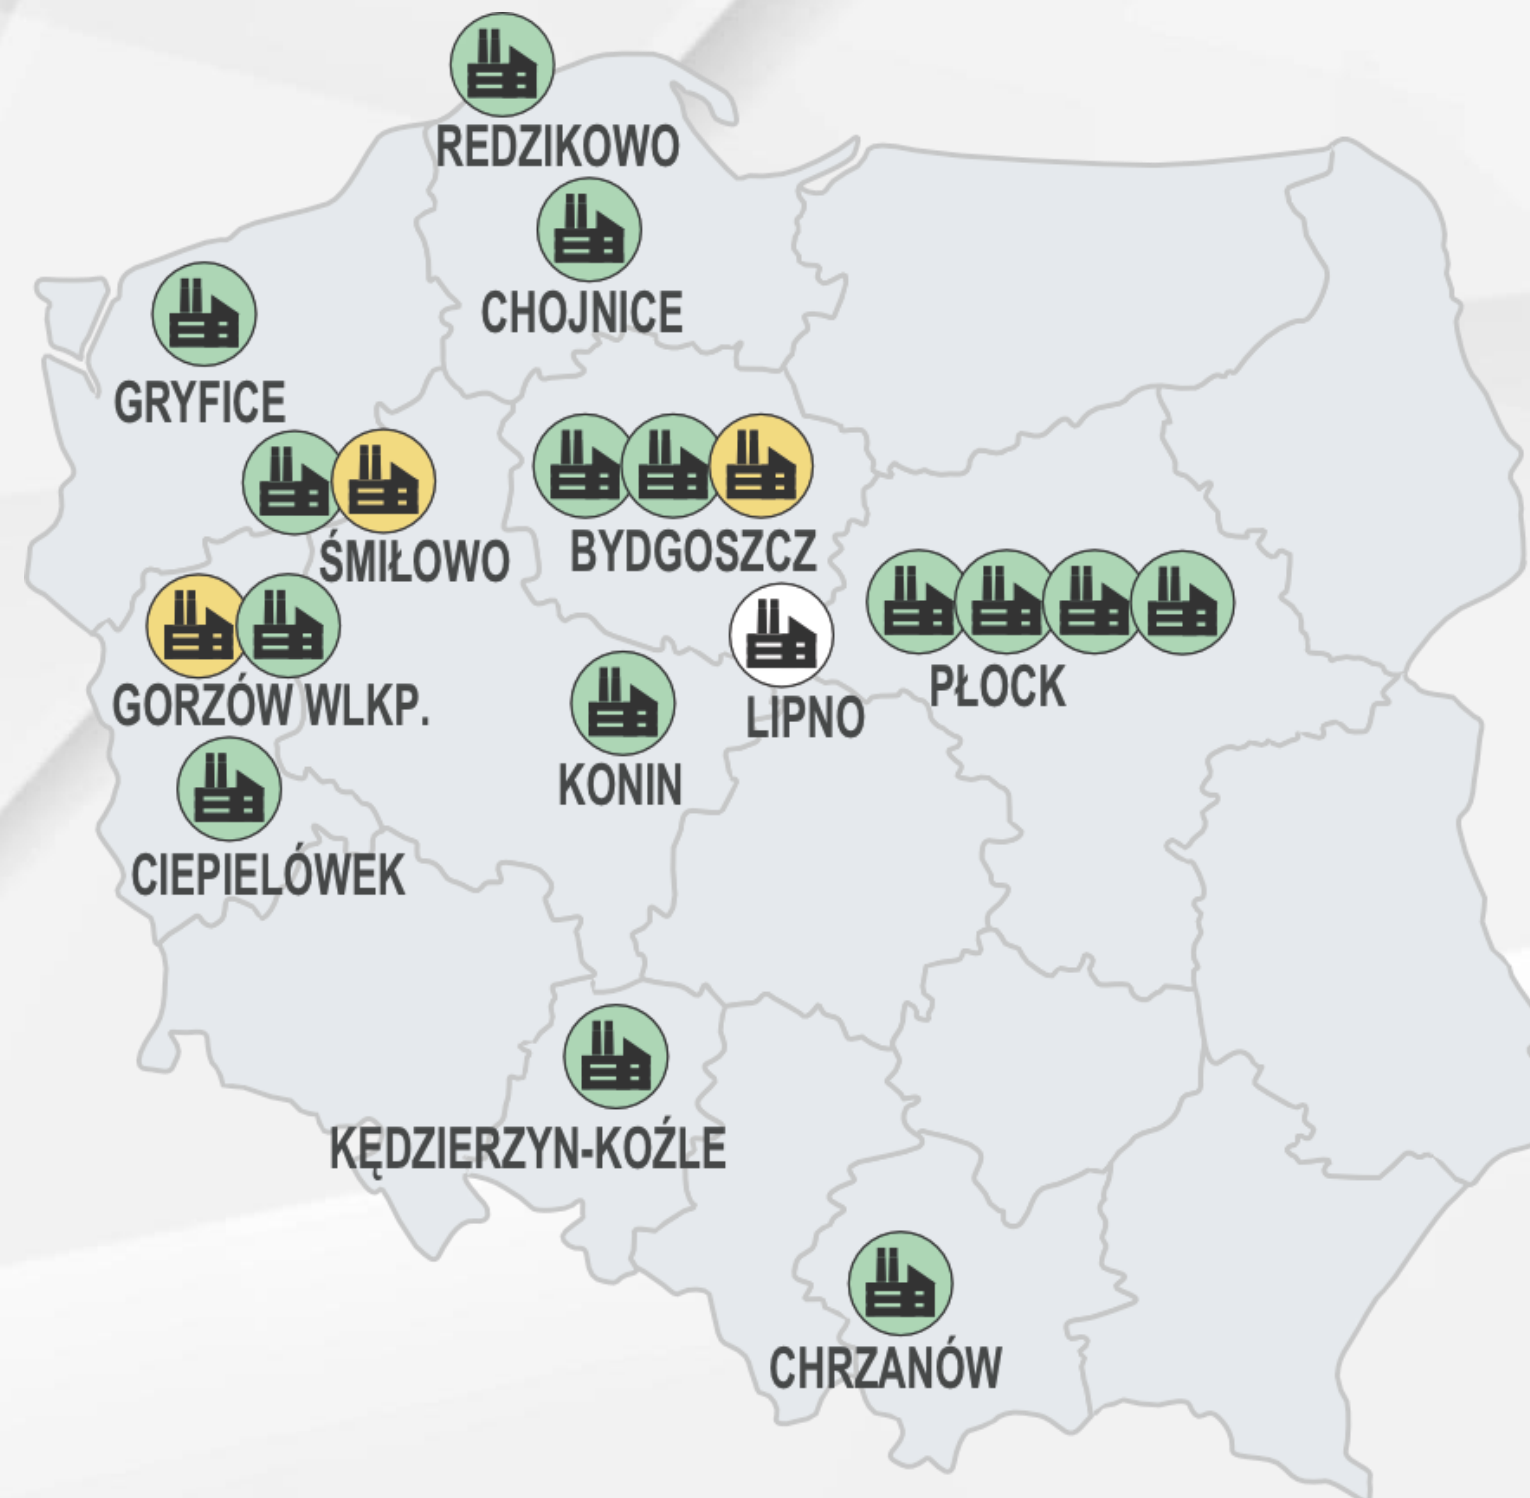 REDZIKOWO
CHOJNICE
GRYFICE
ŚMIŁOWO
BYDGOSZCZ
GORZÓW WLKP.
LIPNO
PŁOCK
KONIN
CIEPIELÓWEK
KĘDZIERZYN-KOŹLE
CHRZANÓW